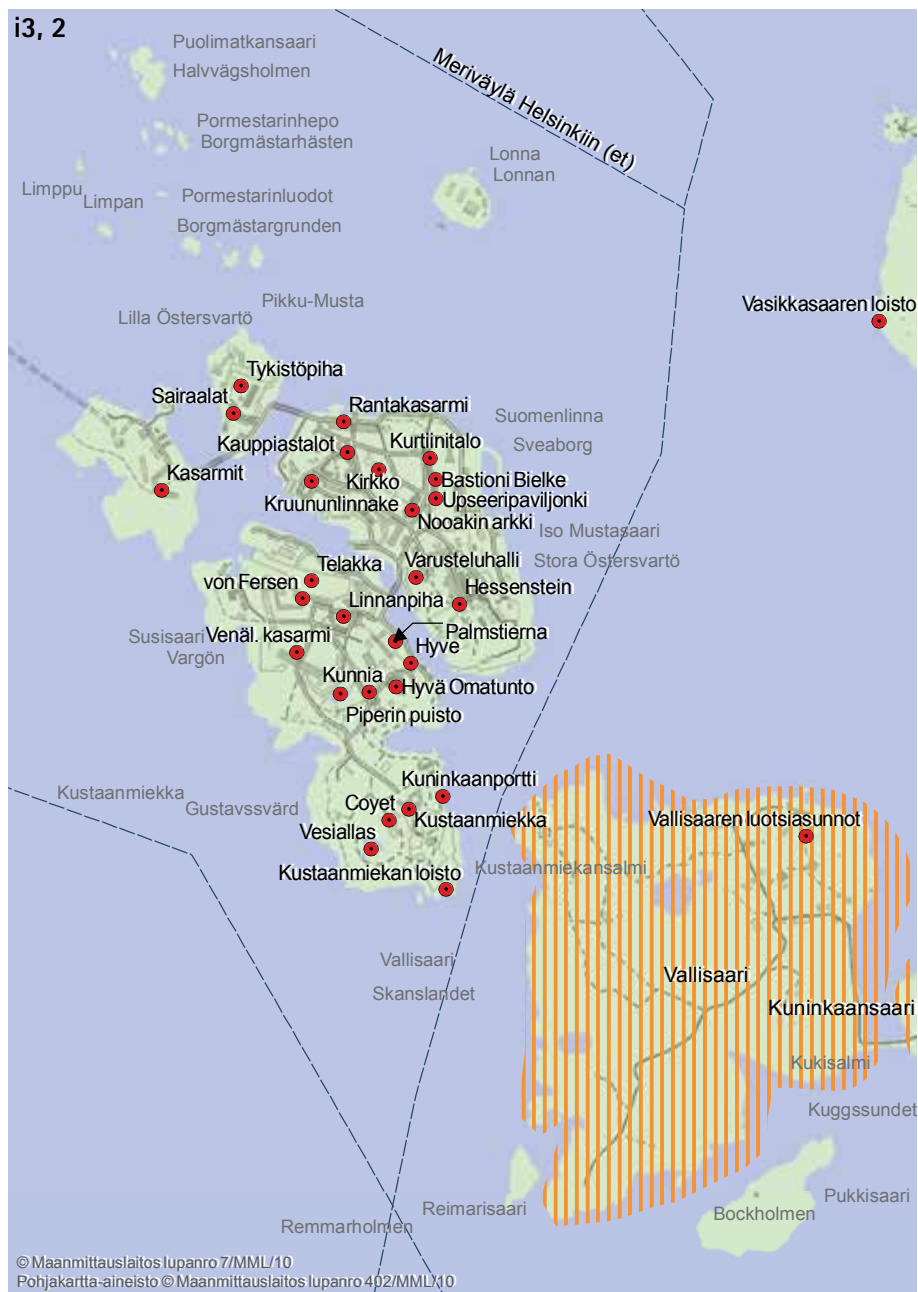 i3, 2
Puolimatkansaari
Halvvägsholmen
Meriväylä Helsinkiin (et)
Pormestarinhepo
Borgmästarhästen
Lonna
Lonnan
Limppu
Limpan
Pormestarinluodot
Borgmästargrunden
Pikku-Musta
Lilla Östersvartö
Vasikkasaaren loisto
Tykistöpiha
Sairaalat
Rantakasarmi
Suomenlinna
Sveaborg
Kauppiastalot
Kurtiinitalo
Kasarmit
Kirkko
Bastioni Bielke
Kruununlinnake
Upseeripaviljonki
Nooakin arkki
Iso Mustasaari
Stora Östersvartö
Telakka
Varusteluhalli
von Fersen
Hessenstein
Linnanpiha
Palmstierna
Susisaari
Vargön
Venäl. kasarmi
Hyve
Kunnia
Hyvä Omatunto
Piperin puisto
Kuninkaanportti
Kustaanmiekka
Gustavssvärd
Coyet
Kustaanmiekka
Vallisaaren luotsiasunnot
Vesiallas
Kustaanmiekan loisto
Kustaanmiekansalmi
Vallisaari
Skanslandet
Vallisaari
Kuninkaansaari
Kukisalmi
Kuggssundet
Reimarisaari
Remmarholmen
Pukkisaari
Bockholmen
© Maanmittauslaitos lupanro 7/MML/10
Pohjakartta-aineisto © Maanmittauslaitos lupanro 402/MML/10